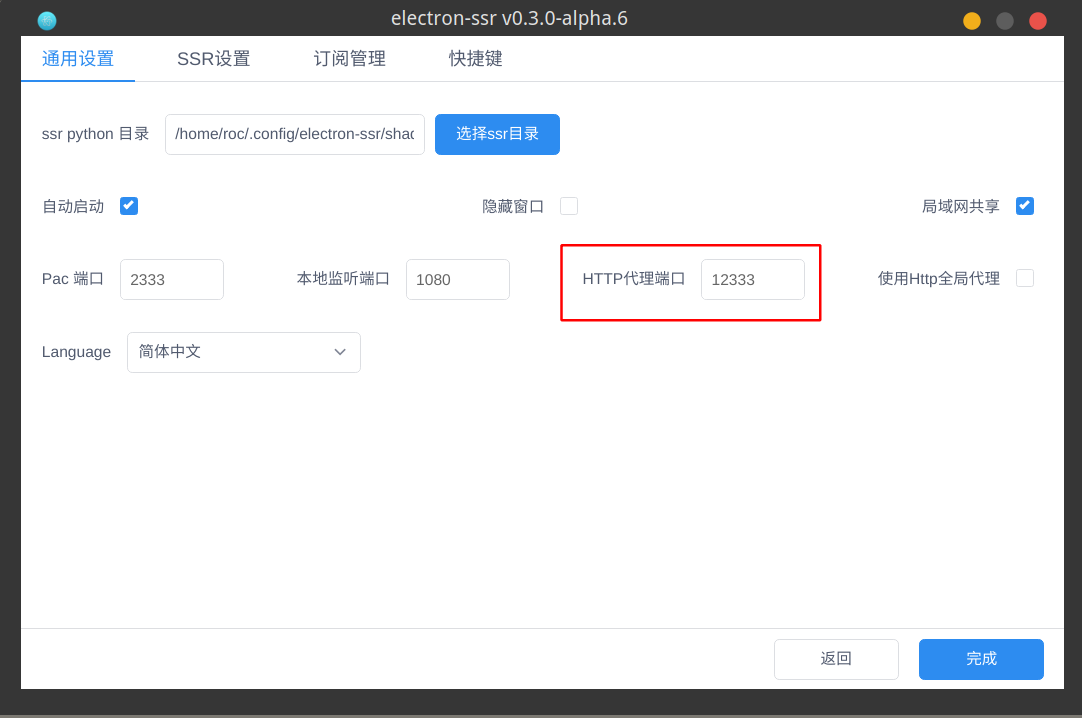 electron-ssr v0.3.0-alpha.6
通用设置 SSR设置 订阅管理 快捷键
ssr python 目录 /home/roc/.config/electron-ssr/shad 选择ssr目录
自动启动 隐藏窗口 局域网共享
Pac 端口 2333 本地监听端口 1080 HTTP代理端口 12333 使用Http全局代理
Language 简体中文
返回 完成